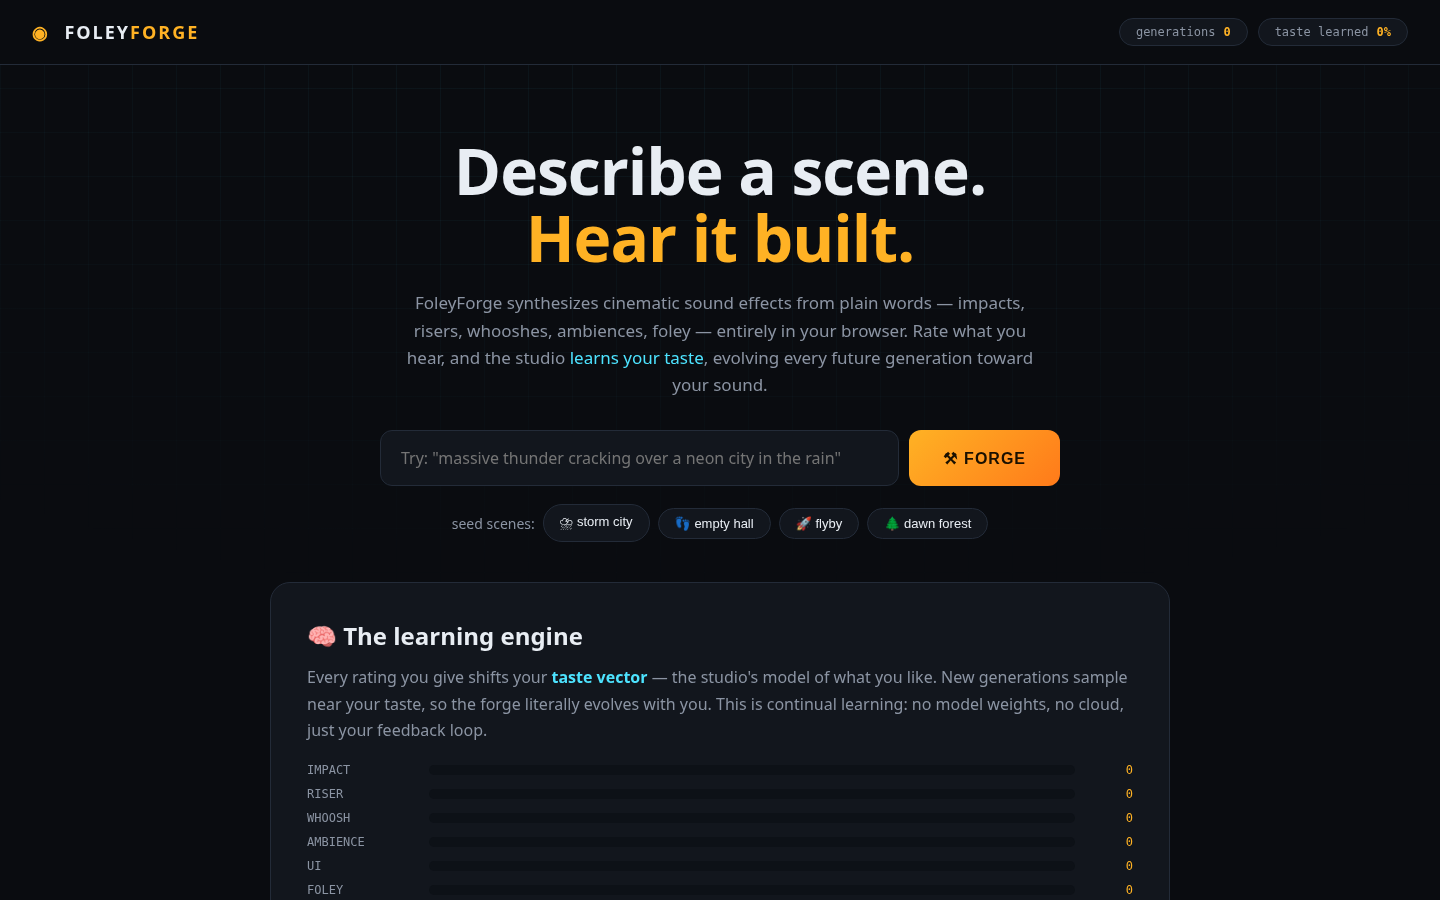 ◉ FOLEYFORGE
generations 0
taste learned 0%
Describe a scene.
Hear it built.
FoleyForge synthesizes cinematic sound effects from plain words — impacts,
risers, whooshes, ambiences, foley — entirely in your browser. Rate what you
hear, and the studio learns your taste, evolving every future generation toward
your sound.
Try: "massive thunder cracking over a neon city in the rain"
⚒ FORGE
seed scenes: ⛈ storm city 👣 empty hall 🚀 flyby 🌲 dawn forest
🧠 The learning engine
Every rating you give shifts your taste vector — the studio's model of what you like. New generations sample
near your taste, so the forge literally evolves with you. This is continual learning: no model weights, no cloud,
just your feedback loop.
IMPACT 0
RISER 0
WHOOSH 0
AMBIENCE 0
UI 0
FOLEY 0